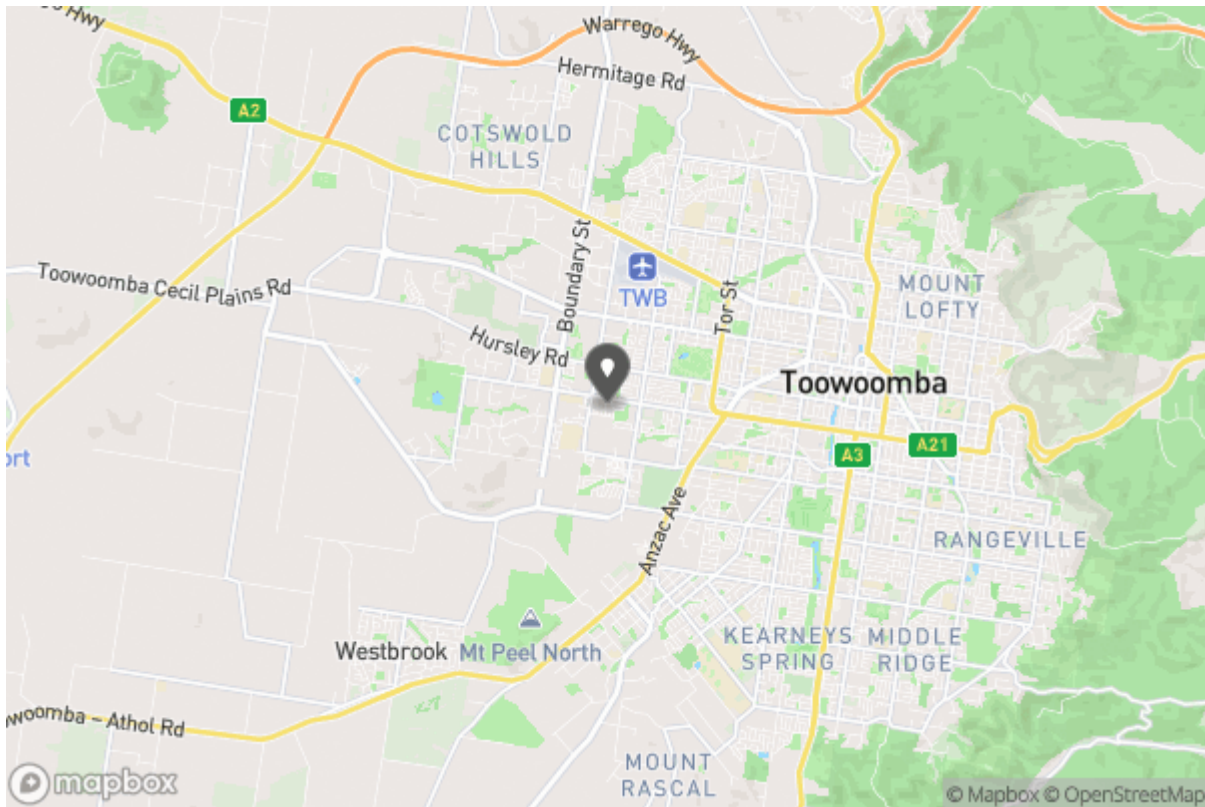 Hwy
Warrego Hwy
Hermitage Rd
A2
COTSWOLD
HILLS
Boundary St
Toowoomba Cecil Plains Rd
TWB
MOUNT
LOFTY
Tor St
Hursley Rd
Toowoomba
A21
A3
ort
Anzac Ave
RANGEVILLE
KEARNEYS
SPRING
MIDDLE
RIDGE
Westbrook
Mt Peel North
owoomba – Athol Rd
MOUNT
RASCAL
mapbox
© Mapbox © OpenStreetMap